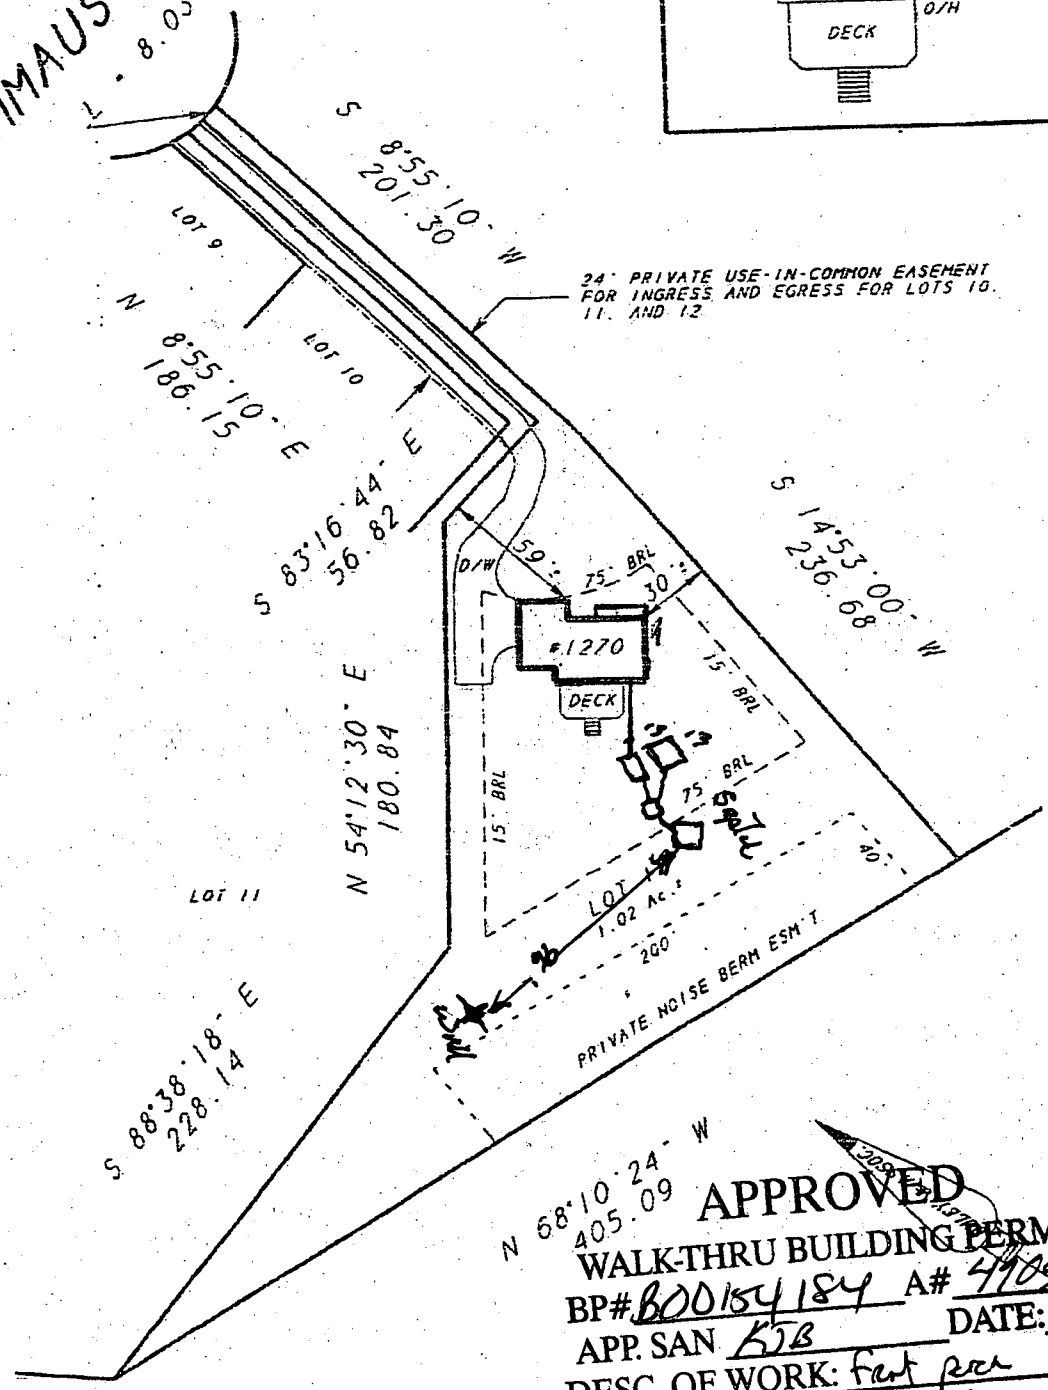 8.03
O/H
DECK
S 8°55'10" W
201.30
24' PRIVATE USE-IN-COMMON EASEMENT
FOR INGRESS AND EGRESS FOR LOTS 10,
11, AND 12
LOT 9
N 8°55'10" E
186.15
LOT 10
S 83°16'44" E
56.82
S 14°53'00" W
236.68
59'±
D/W
75' BRL
30'±
#1270
15' BRL
DECK
N 54°12'30" E
180.84
75' BRL
15' BRL
Septic
40'
LOT 11
LOT
1.02 AC.±
200'
PRIVATE NOISE BERM ESM'T
Well
S 88°38'18" E
228.14
N 68°10'24" W
405.09
APPROVED
WALK-THRU BUILDING PERM
BP# B00154184 A#
APP. SAN KJB DATE:
DESC. OF WORK: front porch